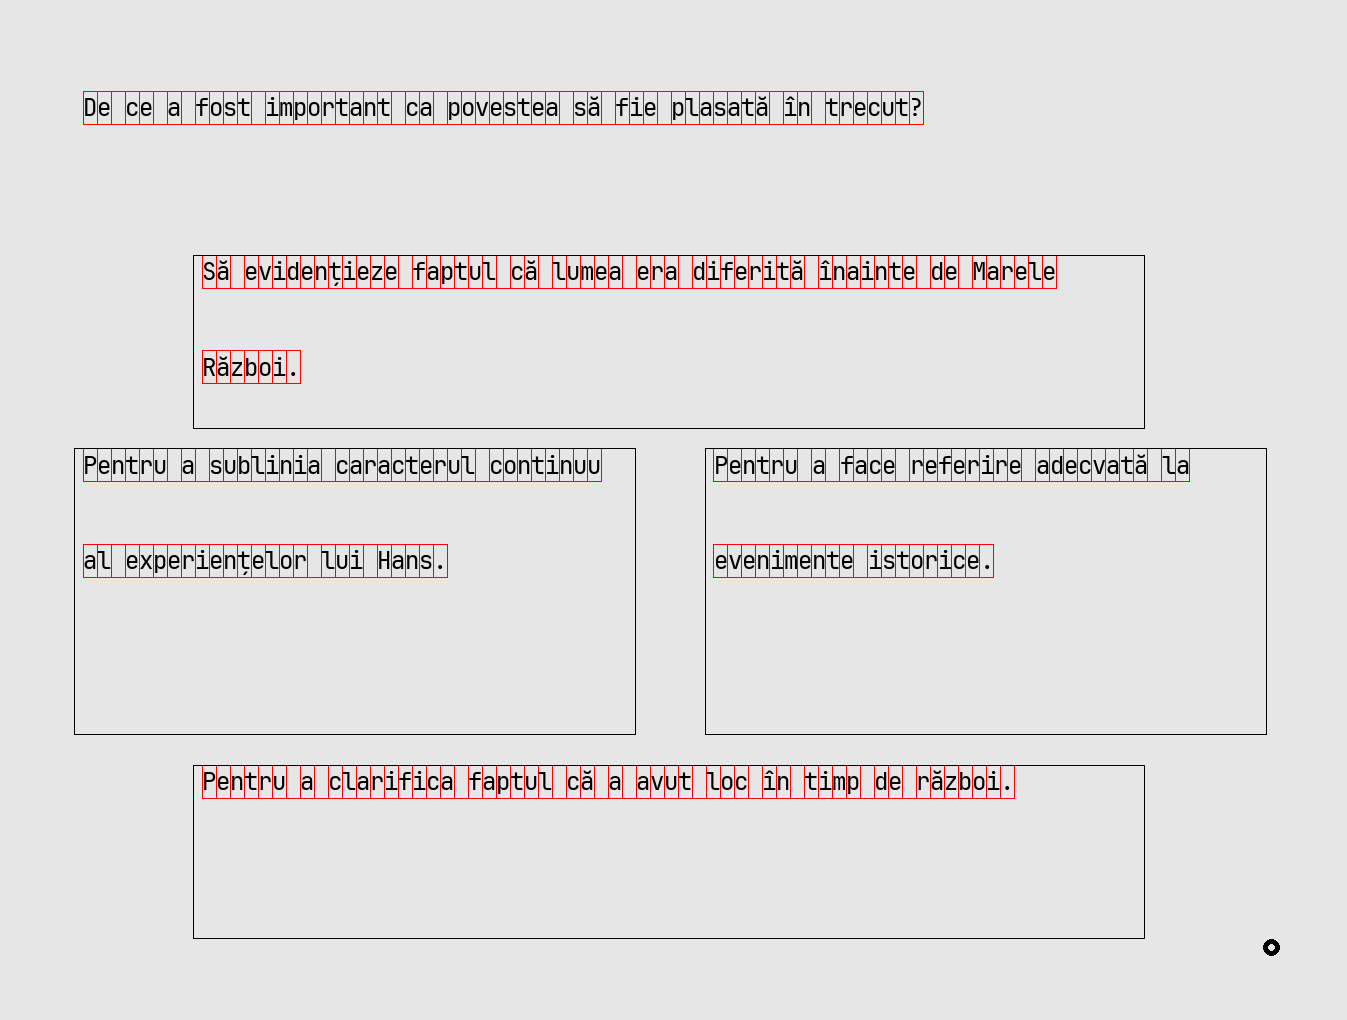 De ce a fost important ca povestea să fie plasată în trecut?
Să evidențieze faptul că lumea era diferită înainte de Marele
Război.
Pentru a sublinia caracterul continuu
al experiențelor lui Hans.
Pentru a face referire adecvată la
evenimente istorice.
Pentru a clarifica faptul că a avut loc în timp de război.